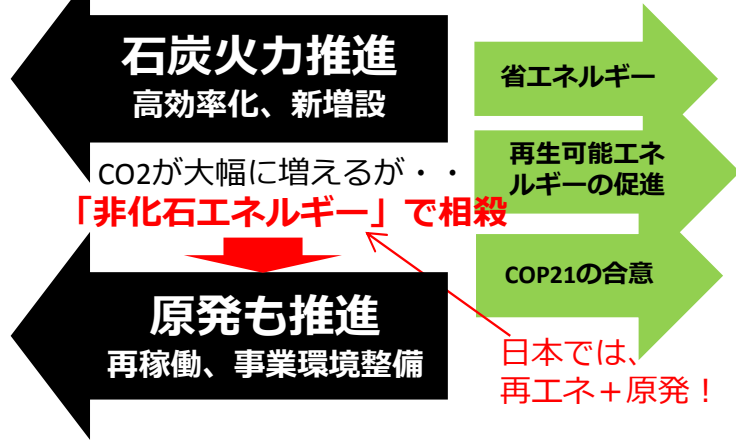 石炭火力推進
高効率化、新増設
CO2が大幅に増えるが・・
「非化石エネルギー」で相殺
原発も推進
再稼働、事業環境整備
省エネルギー
再生可能エネ
ルギーの促進
COP21の合意
日本では、
再エネ＋原発！